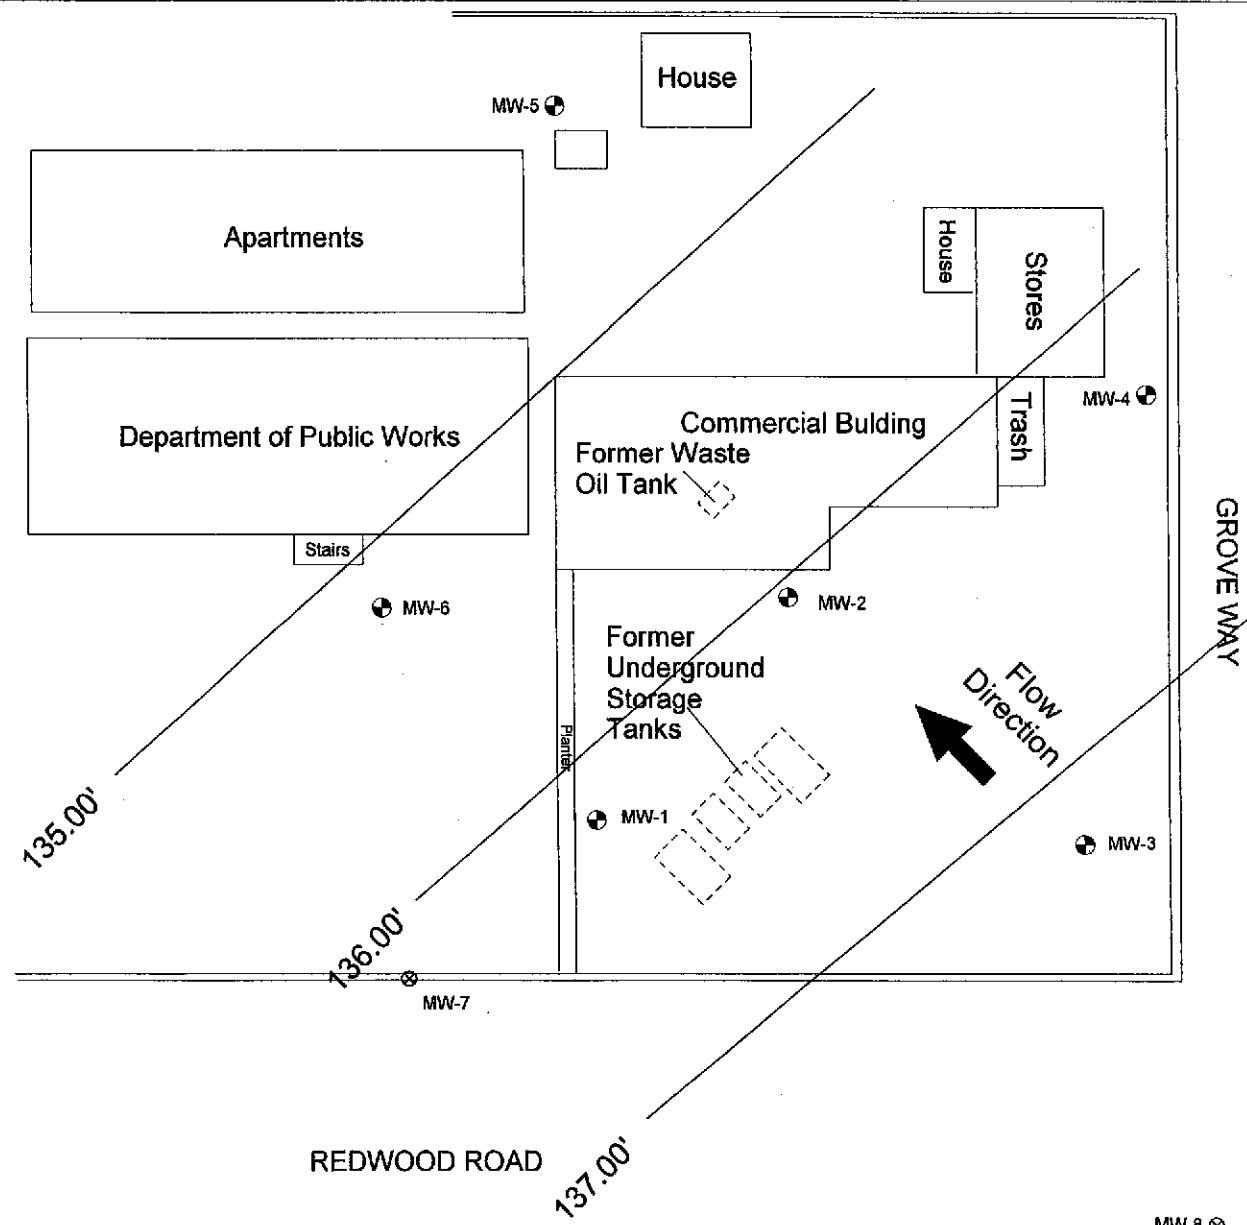 House
MW-5
Apartments
House
Stores
Department of Public Works
Commercial Bulding
Trash
MW-4
Former Waste
Oil Tank
Stairs
MW-6
MW-2
GROVE WAY
Former
Underground
Storage
Tanks
Flow
Direction
Planter
135.00'
MW-1
MW-3
136.00'
MW-7
REDWOOD ROAD
137.00'
MW-8